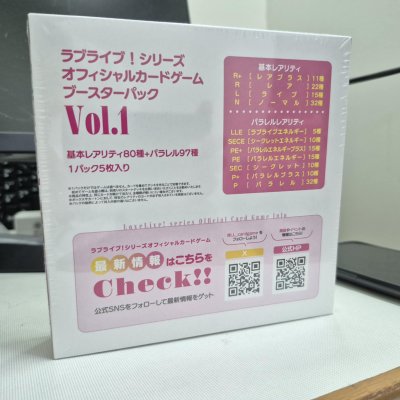 ラブライブ！シリーズ
オフィシャルカードゲーム
ブースターパック
Vol.1
基本レアリティ80種+パラレル97種
1パック5枚入り
基本レアリティ
R+ [レアプラス] 11種
R [レア] 22種
L [ライブ] 15種
N [ノーマル] 32種
パラレルレアリティ
LLE [ラブライブエネルギー] 5種
SECE [シークレットエネルギー] 10種
PE+ [パラレルエネルギープラス] 15種
PE [パラレルエネルギー] 15種
SEC [シークレット] 10種
P+ [パラレルプラス] 10種
P [パラレル] 32種
LoveLive! series Official Card Game Info
ラブライブ！シリーズオフィシャルカードゲーム
最新情報はこちらを
Check!!
公式SNSをフォローして最新情報をゲット
X
公式HP